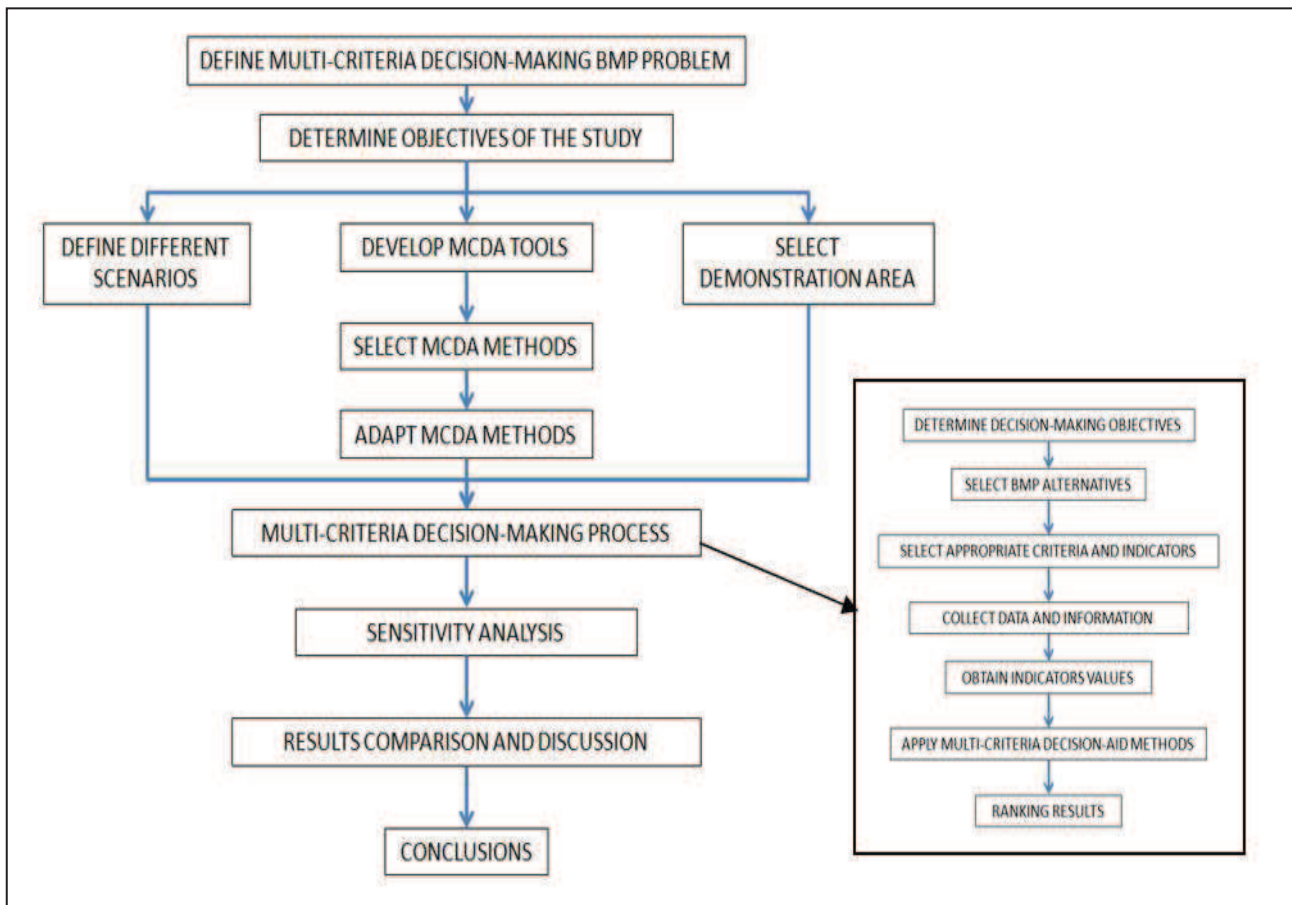 DEFINE MULTI-CRITERIA DECISION-MAKING BMP PROBLEM
DETERMINE OBJECTIVES OF THE STUDY
DEFINE DIFFERENT
SCENARIOS
DEVELOP MCDA TOOLS
SELECT
DEMONSTRATION AREA
SELECT MCDA METHODS
ADAPT MCDA METHODS
MULTI-CRITERIA DECISION-MAKING PROCESS
SENSITIVITY ANALYSIS
RESULTS COMPARISON AND DISCUSSION
CONCLUSIONS
DETERMINE DECISION-MAKING OBJECTIVES
SELECT BMP ALTERNATIVES
SELECT APPROPRIATE CRITERIA AND INDICATORS
COLLECT DATA AND INFORMATION
OBTAIN INDICATORS VALUES
APPLY MULTI-CRITERIA DECISION-AID METHODS
RANKING RESULTS